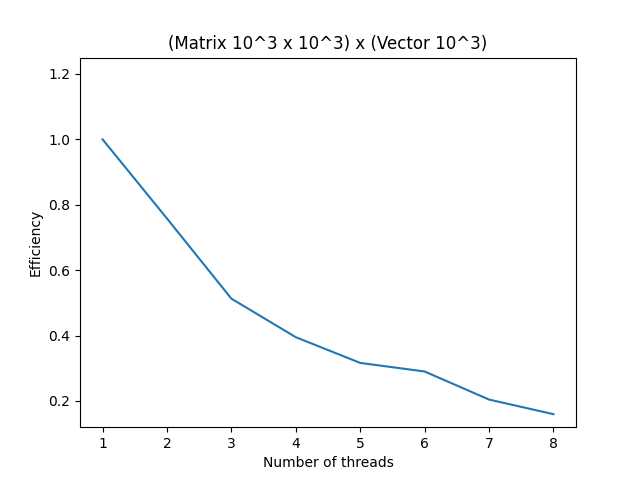 (Matrix 10^3 x 10^3) x (Vector 10^3)
1.2
1.0
0.8
0.6
0.4
0.2
Efficiency
1 2 3 4 5 6 7 8
Number of threads